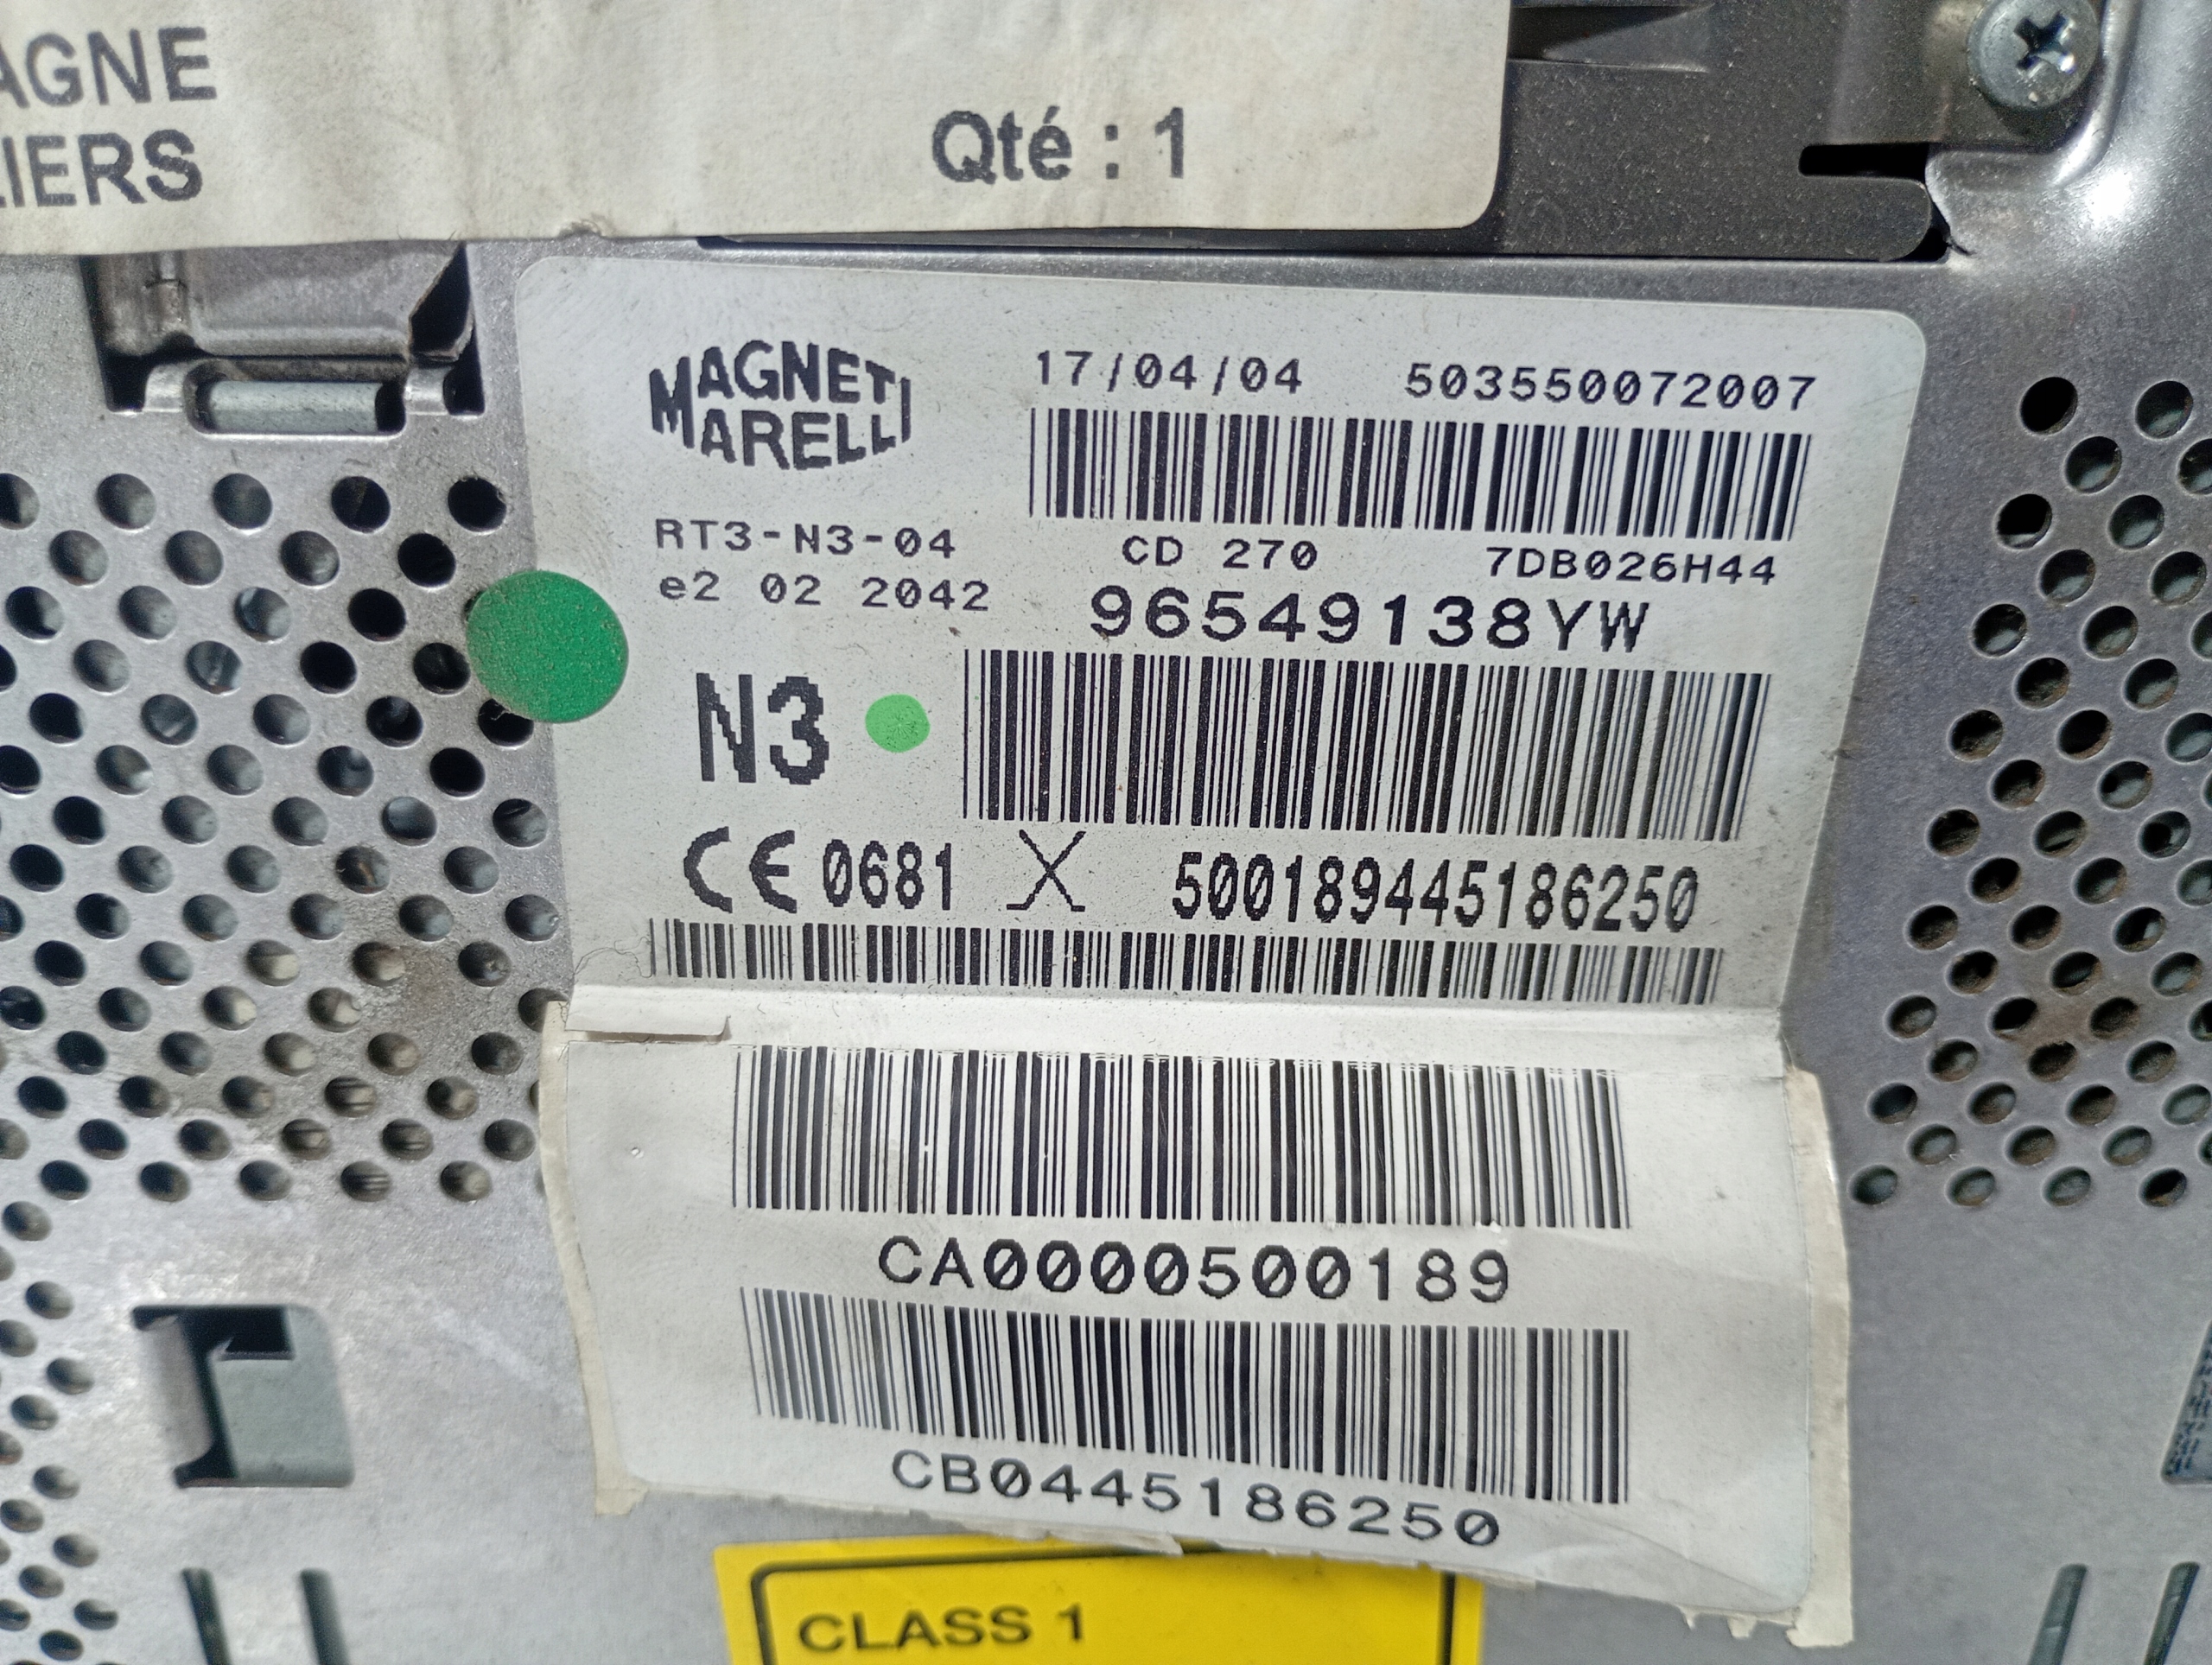 AGNE
LIERS
Qté : 1
MAGNETI
MARELLI
17/04/04 503550072007
RT3-N3-04
CD 270 7DB026H44
e2 02 2042
96549138YW
N3
CE 0681 X 500189445186250
CA0000500189
CB0445186250
CLASS 1